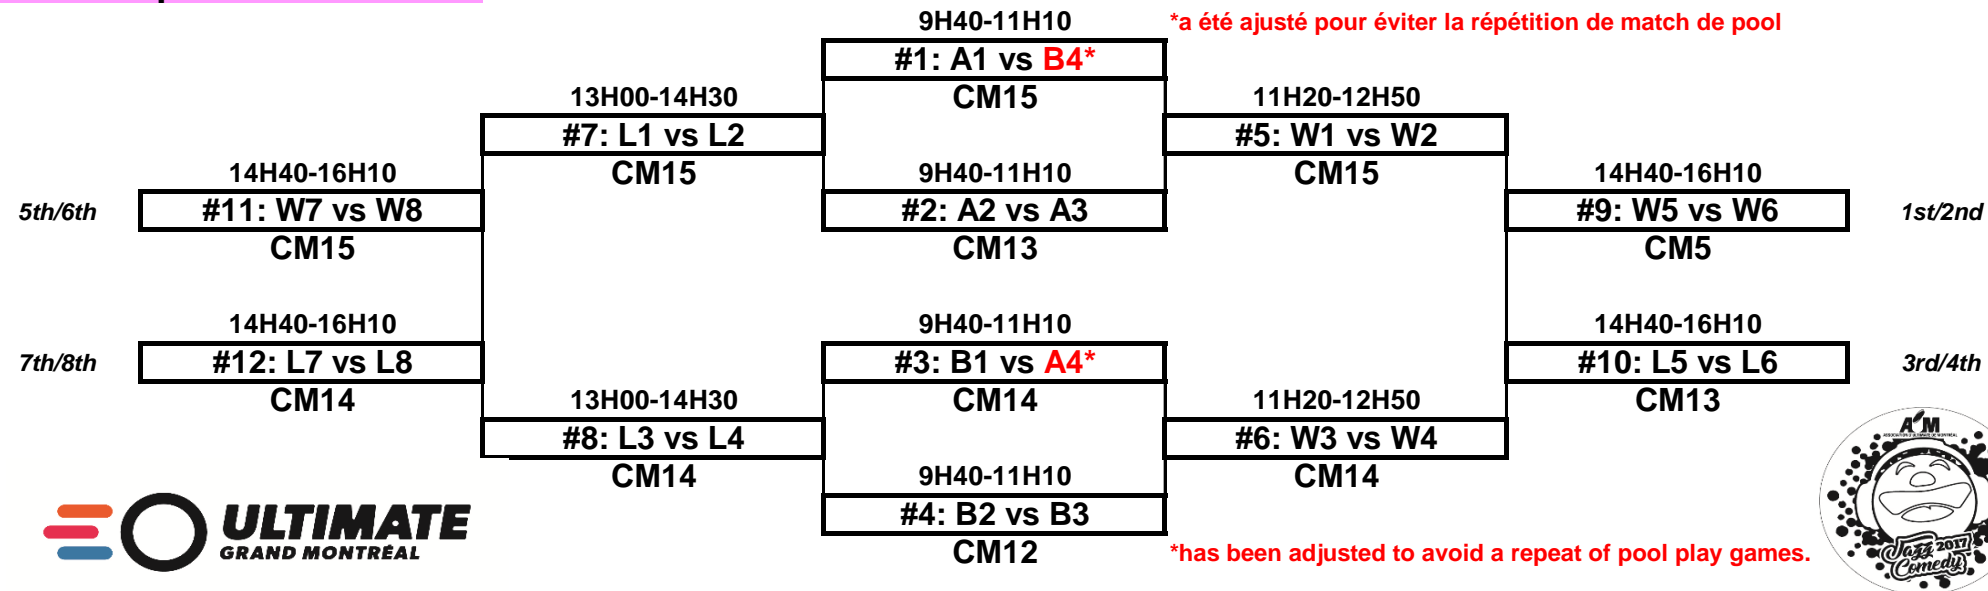 9H40-11H10
*a été ajusté pour éviter la répétition de match de pool
#1: A1 vs B4*
13H00-14H30
CM15
11H20-12H50
#7: L1 vs L2
#5: W1 vs W2
14H40-16H10
CM15
9H40-11H10
CM15
14H40-16H10
5th/6th
#11: W7 vs W8
#2: A2 vs A3
#9: W5 vs W6
1st/2nd
CM15
CM13
CM5
14H40-16H10
9H40-11H10
14H40-16H10
7th/8th
#12: L7 vs L8
#3: B1 vs A4*
#10: L5 vs L6
3rd/4th
CM14
13H00-14H30
CM14
11H20-12H50
CM13
#8: L3 vs L4
#6: W3 vs W4
CM14
9H40-11H10
CM14
#4: B2 vs B3
CM12
*has been adjusted to avoid a repeat of pool play games.
ULTIMATE
GRAND MONTRÉAL
Jazz 2017
Comedy